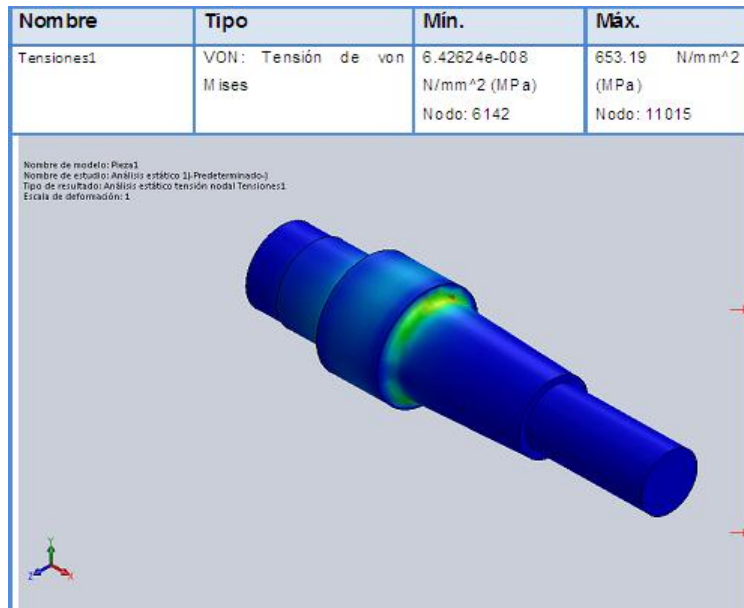 Nombre Tipo Mín. Máx.
Tensiones1 VON: Tensión de von 6.42624e-008 653.19 N/mm^2
Mises N/mm^2 (MPa) (MPa)
Nodo: 6142 Nodo: 11015
Nombre de modelo: Pieza1
Nombre de estudio: Análisis estático 1(-Predeterminado-)
Tipo de resultado: Análisis estático tensión nodal Tensiones1
Escala de deformación: 1
Y
Z X